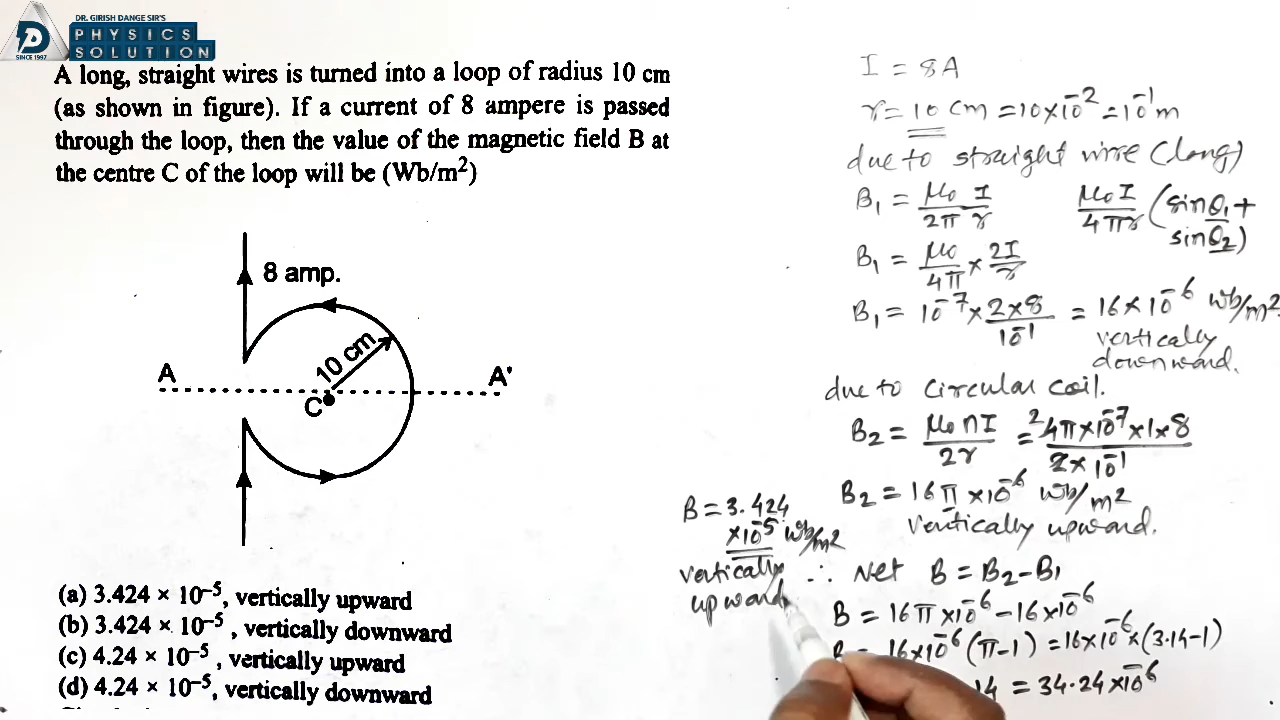 DR. GIRISH DANGE SIR'S
PHYSICS
SOLUTION
SINCE 1997
A long, straight wires is turned into a loop of radius 10 cm
(as shown in figure). If a current of 8 ampere is passed
through the loop, then the value of the magnetic field B at
the centre C of the loop will be (Wb/m²)
8 amp.
10 cm
A
A'
C
(a) 3.424 × 10⁻⁵, vertically upward
(b) 3.424 × 10⁻⁵ , vertically downward
(c) 4.24 × 10⁻⁵ , vertically upward
(d) 4.24 × 10⁻⁵, vertically downward
I = 8A
r = 10 cm = 10×10⁻² = 10⁻¹ m
due to straight wire (long)
B₁ = μ₀/2π I/r
μ₀I/4πr (sinθ₁ +
sinθ₂)
B₁ = μ₀/4π × 2I/r
B₁ = 10⁻⁷ × 2×8/10⁻¹ = 16×10⁻⁶ wb/m²
vertically
downward.
due to circular coil.
B₂ = μ₀nI/2r = ²4π×10⁻⁷×1×8/2×10⁻¹
B₂ = 16π×10⁻⁶ wb/m²
vertically upward.
∴ Net B = B₂-B₁
B = 16π×10⁻⁶ - 16×10⁻⁶
16×10⁻⁶(π-1) = 16×10⁻⁶×(3.14-1)
= 34.24×10⁻⁶
B = 3.424
×10⁻⁵ wb/m²
vertically
upward